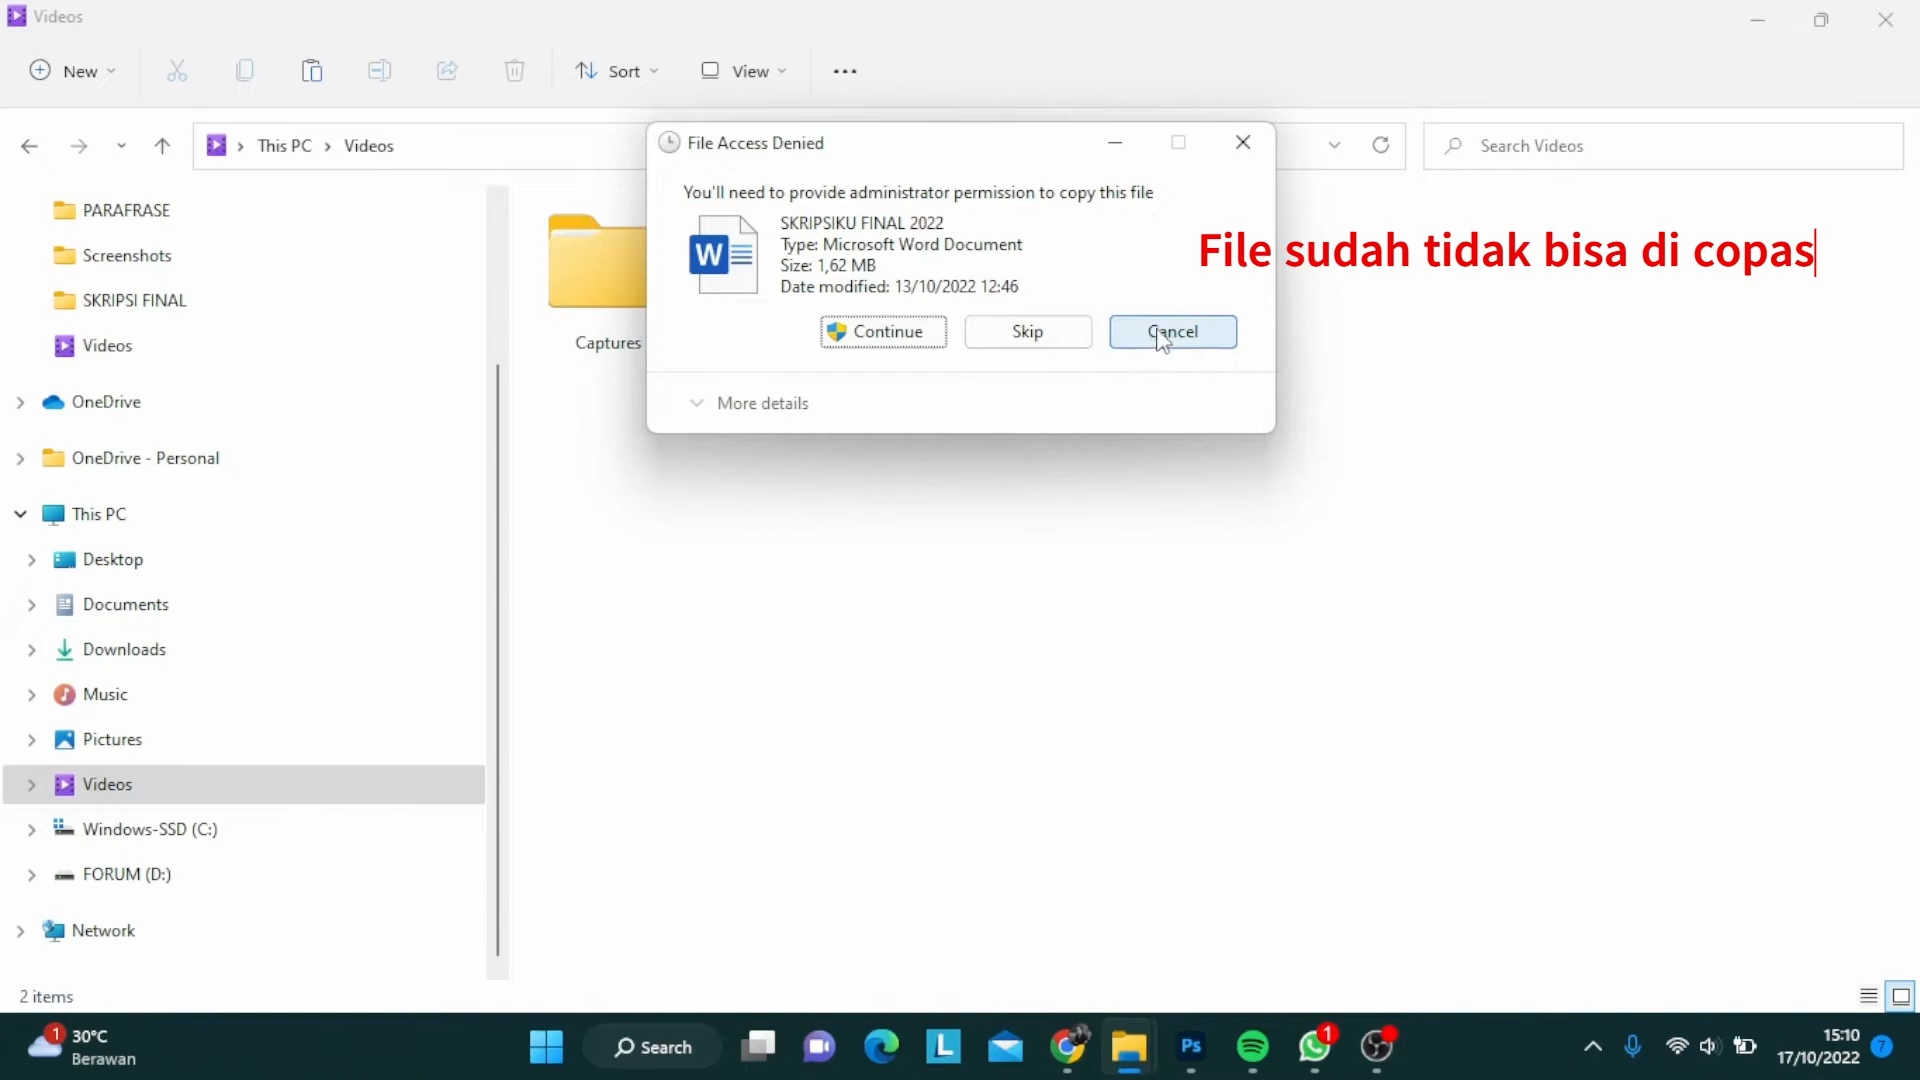 Videos
New
Sort
View
This PC
Videos
Search Videos
File Access Denied
You'll need to provide administrator permission to copy this file
SKRIPSIKU FINAL 2022
Type: Microsoft Word Document
Size: 1,62 MB
Date modified: 13/10/2022 12:46
Continue
Skip
Cancel
More details
File sudah tidak bisa di copas
Captures
PARAFRASE
Screenshots
SKRIPSI FINAL
Videos
OneDrive
OneDrive - Personal
This PC
Desktop
Documents
Downloads
Music
Pictures
Videos
Windows-SSD (C:)
FORUM (D:)
Network
2 items
1
30°C
Berawan
Search
L
Ps
1
15:10
17/10/2022
7
W